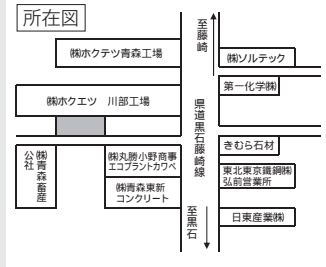 所在図
至藤崎
㈱ホクテツ青森工場
㈱ソルテック
第一化学㈱
㈱ホクエツ 川部工場
県道黒石藤崎線
きむら石材
㈱青森畜産
公社
㈱丸勝小野商事
エコプラントカワベ
東北東京鐵鋼㈱
弘前営業所
㈱青森東新
コンクリート
至黒石
日東産業㈱